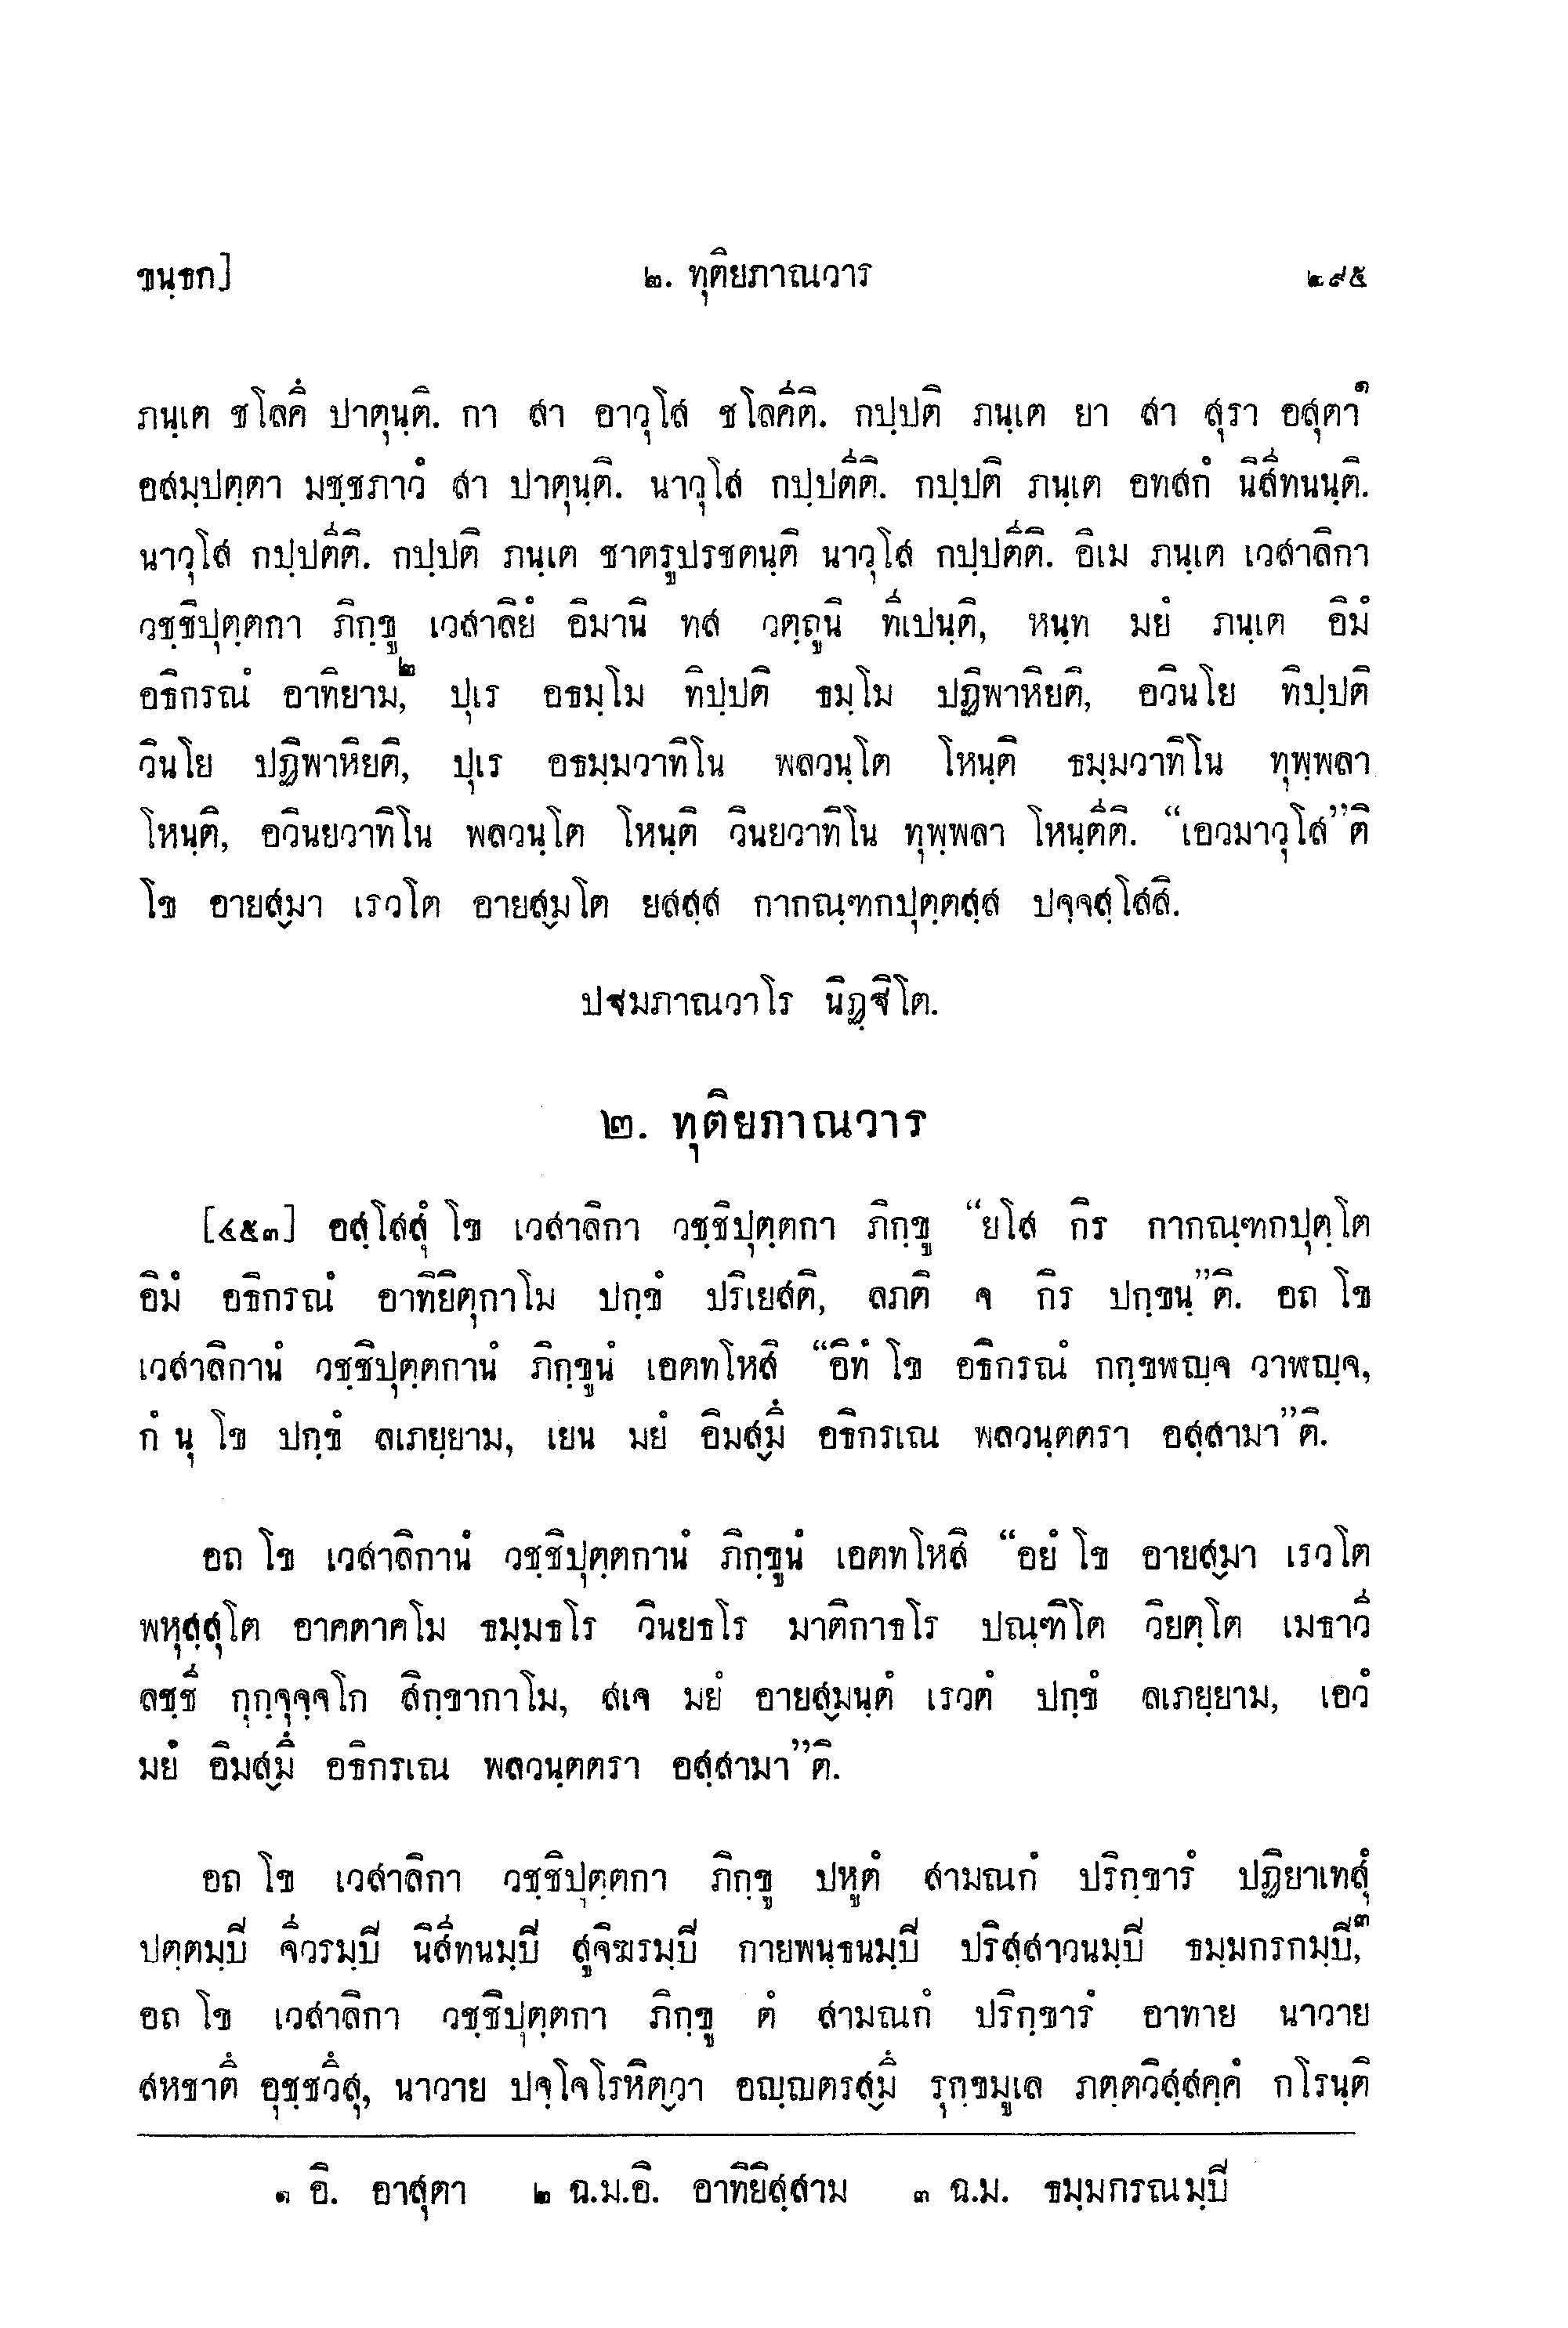 ขนฺธก] ๒. ทุติยภาณวาร ๒๙๕
ภนฺเต ชโลคึ ปาตุนฺติ. กา สา อาวุโส ชโลคีติ. กปฺปติ ภนฺเต ยา สา สุรา อสุตา๑
อสมฺปตฺตา มชฺชภาวํ สา ปาตุนฺติ. นาวุโส กปฺปตีติ. กปฺปติ ภนฺเต อทสกํ นิสีทนนฺติ.
นาวุโส กปฺปตีติ. กปฺปติ ภนฺเต ชาตรูปรชตนฺติ นาวุโส กปฺปตีติ. อิเม ภนฺเต เวสาลิกา
วชฺชิปุตฺตกา ภิกฺขู เวสาลิยํ อิมานิ ทส วตฺถูนิ ทีเปนฺติ, หนฺท มยํ ภนฺเต อิมํ
อธิกรณํ อาทิยาม,๒ ปุเร อธมฺโม ทิปฺปติ ธมฺโม ปฏิพาหิยติ, อวินโย ทิปฺปติ
วินโย ปฏิพาหิยติ, ปุเร อธมฺมวาทิโน พลวนฺโต โหนฺติ ธมฺมวาทิโน ทุพฺพลา
โหนฺติ, อวินยวาทิโน พลวนฺโต โหนฺติ วินยวาทิโน ทุพฺพลา โหนฺตีติ. “เอวมาวุโส”ติ
โข อายสฺมา เรวโต อายสฺมโต ยสสฺส กากณฺฑกปุตฺตสฺส ปจฺจสฺโสสิ.
ปฐมภาณวาโร นิฏฺฐิโต.
๒. ทุติยภาณวาร
[๔๕๓] อสฺโสสุํ โข เวสาลิกา วชฺชิปุตฺตกา ภิกฺขู “ยโส กิร กากณฺฑกปุตฺโต
อิมํ อธิกรณํ อาทิยิตุกาโม ปกฺขํ ปริเยสติ, ลภติ จ กิร ปกฺขนฺ”ติ. อถ โข
เวสาลิกานํ วชฺชิปุตฺตกานํ ภิกฺขูนํ เอตทโหสิ “อิทํ โข อธิกรณํ กกฺขฬญฺจ วาฬญฺจ,
กํ นุ โข ปกฺขํ ลเภยฺยาม, เยน มยํ อิมสฺมึ อธิกรเณ พลวนฺตตรา อสฺสามา”ติ.
อถ โข เวสาลิกานํ วชฺชิปุตฺตกานํ ภิกฺขูนํ เอตทโหสิ “อยํ โข อายสฺมา เรวโต
พหุสฺสุโต อาคตาคโม ธมฺมธโร วินยธโร มาติกาธโร ปณฺฑิโต วิยตฺโต เมธาวี
ลชฺชี กุกฺกุจฺจโก สิกฺขากาโม, สเจ มยํ อายสฺมนฺตํ เรวตํ ปกฺขํ ลเภยฺยาม, เอวํ
มยํ อิมสฺมึ อธิกรเณ พลวนฺตตรา อสฺสามา”ติ.
อถ โข เวสาลิกา วชฺชิปุตฺตกา ภิกฺขู ปหูตํ สามณกํ ปริกฺขารํ ปฏิยาเทสุํ
ปตฺตมฺปิ จีวรมฺปิ นิสีทนมฺปิ สูจิฆรมฺปิ กายพนฺธนมฺปิ ปริสฺสาวนมฺปิ ธมฺมกรกมฺปิ,๓
อถ โข เวสาลิกา วชฺชิปุตฺตกา ภิกฺขู ตํ สามณกํ ปริกฺขารํ อาทาย นาวาย
สหชาตึ อุชฺชวึสุ, นาวาย ปจฺโจโรหิตฺวา อญฺญตรสฺมึ รุกฺขมูเล ภตฺตวิสฺสคฺคํ กโรนฺติ
๑ อิ. อาสุตา ๒ ฉ.ม.อิ. อาทิยิสฺสาม ๓ ฉ.ม. ธมฺมกรณมฺปิ